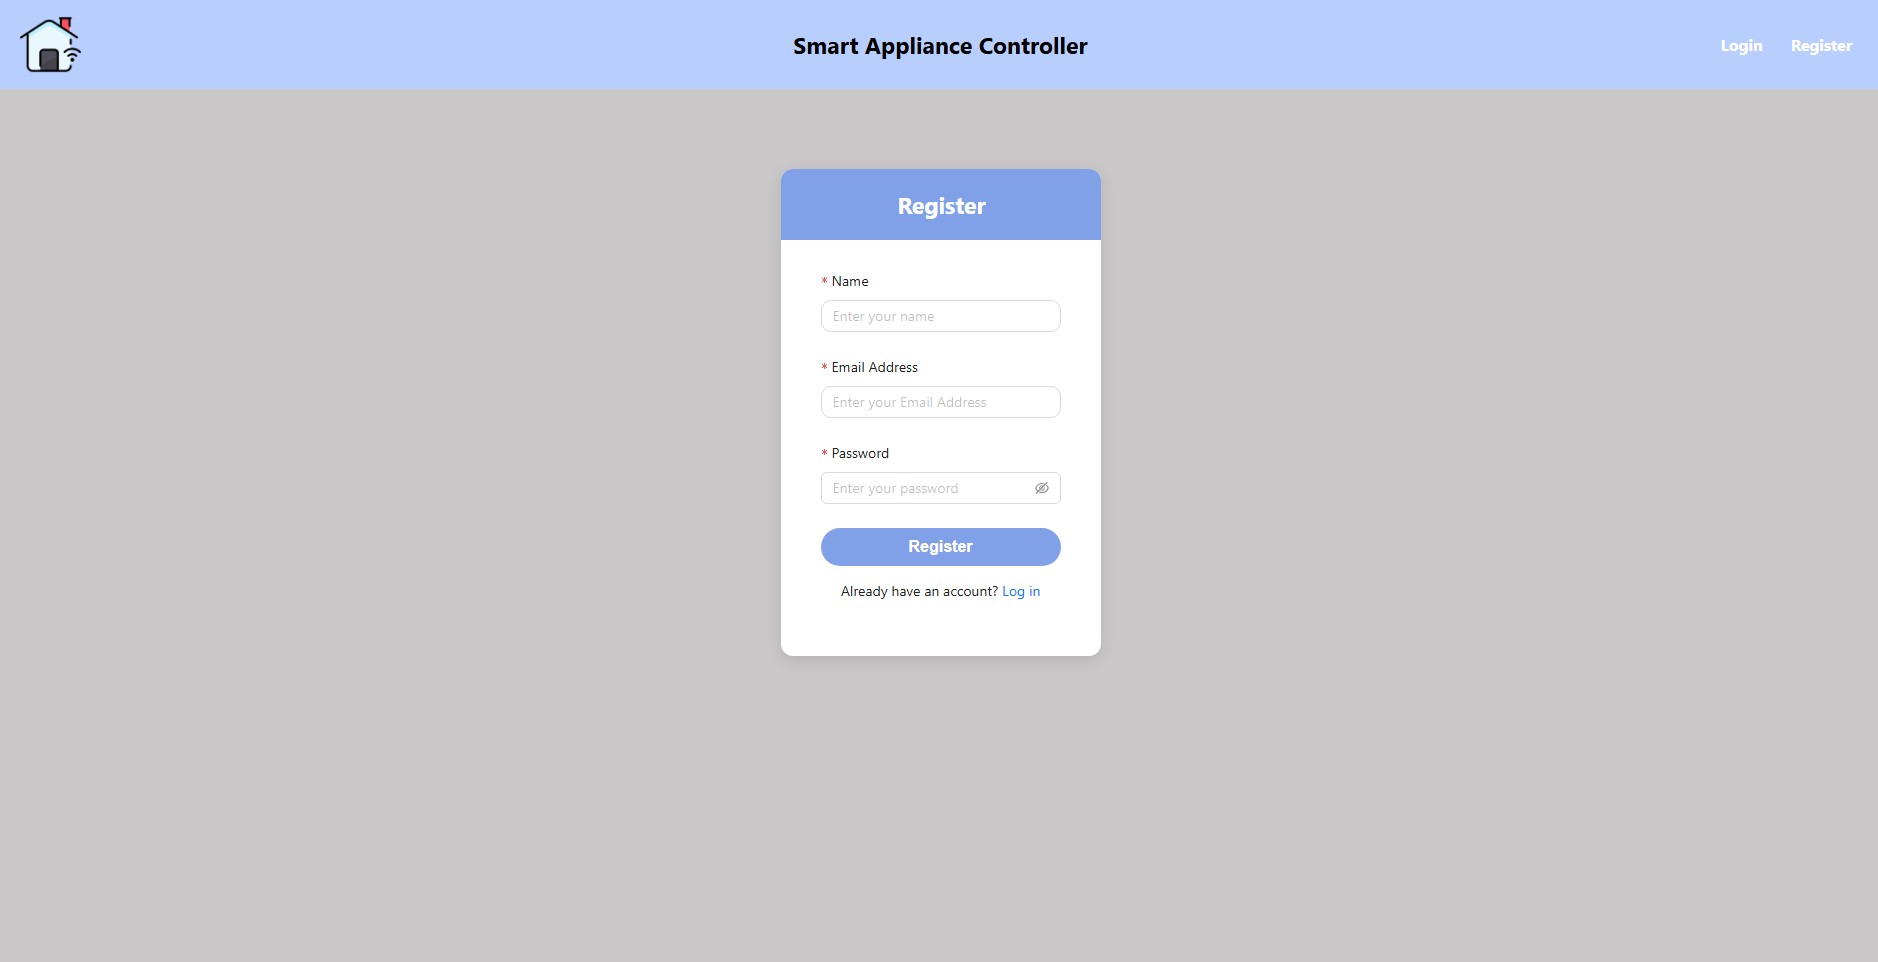 Smart Appliance Controller
Login
Register
Register
* Name
Enter your name
* Email Address
Enter your Email Address
* Password
Enter your password
Register
Already have an account? Log in